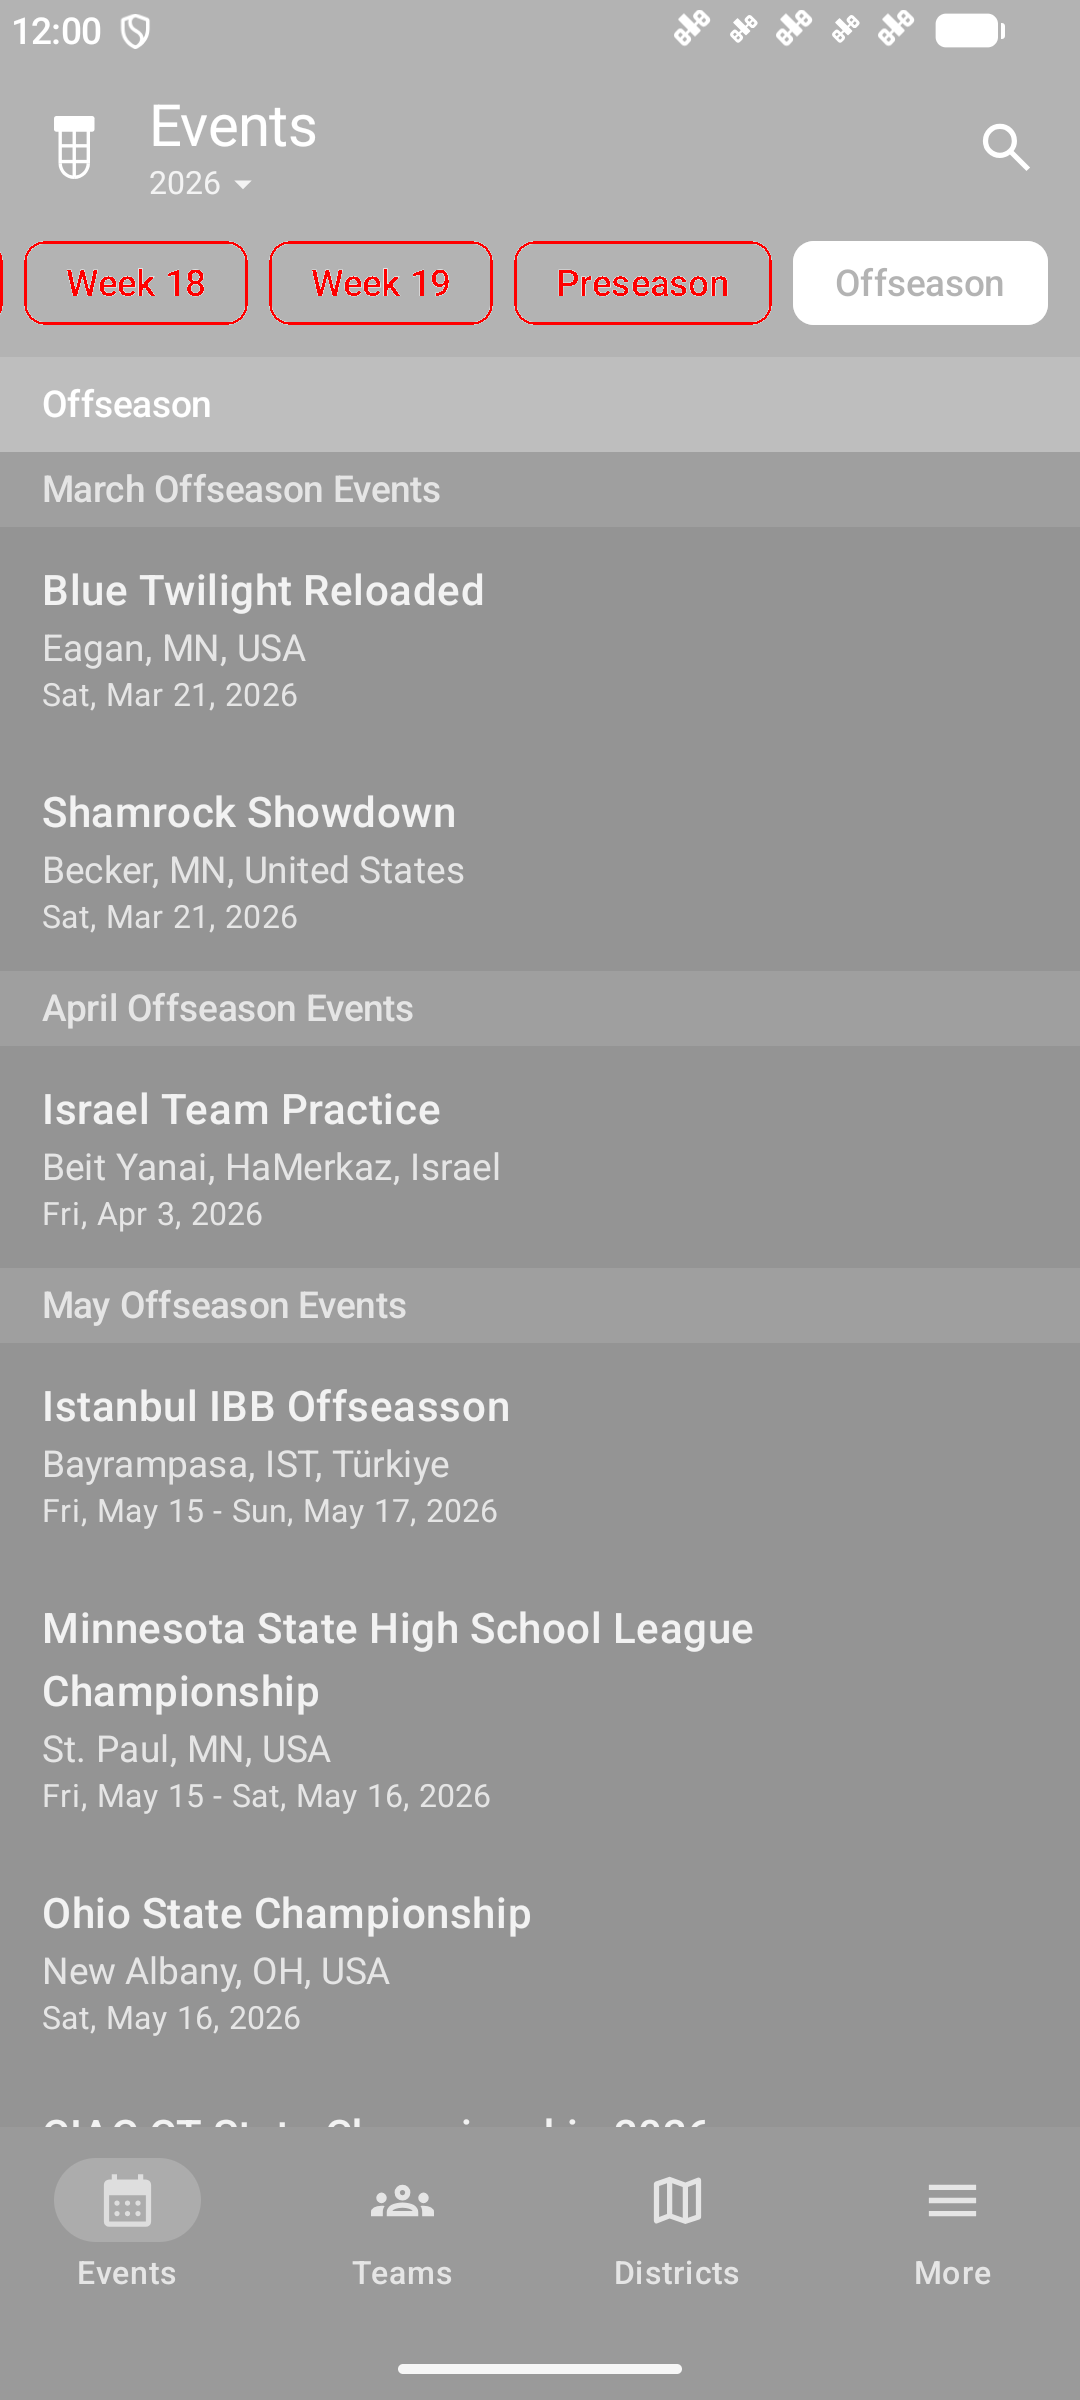 12:00
Events
2026
Week 18
Week 19
Preseason
Offseason
Offseason
March Offseason Events
Blue Twilight Reloaded
Eagan, MN, USA
Sat, Mar 21, 2026
Shamrock Showdown
Becker, MN, United States
Sat, Mar 21, 2026
April Offseason Events
Israel Team Practice
Beit Yanai, HaMerkaz, Israel
Fri, Apr 3, 2026
May Offseason Events
Istanbul IBB Offseasson
Bayrampasa, IST, Türkiye
Fri, May 15 - Sun, May 17, 2026
Minnesota State High School League
Championship
St. Paul, MN, USA
Fri, May 15 - Sat, May 16, 2026
Ohio State Championship
New Albany, OH, USA
Sat, May 16, 2026
Events
Teams
Districts
More